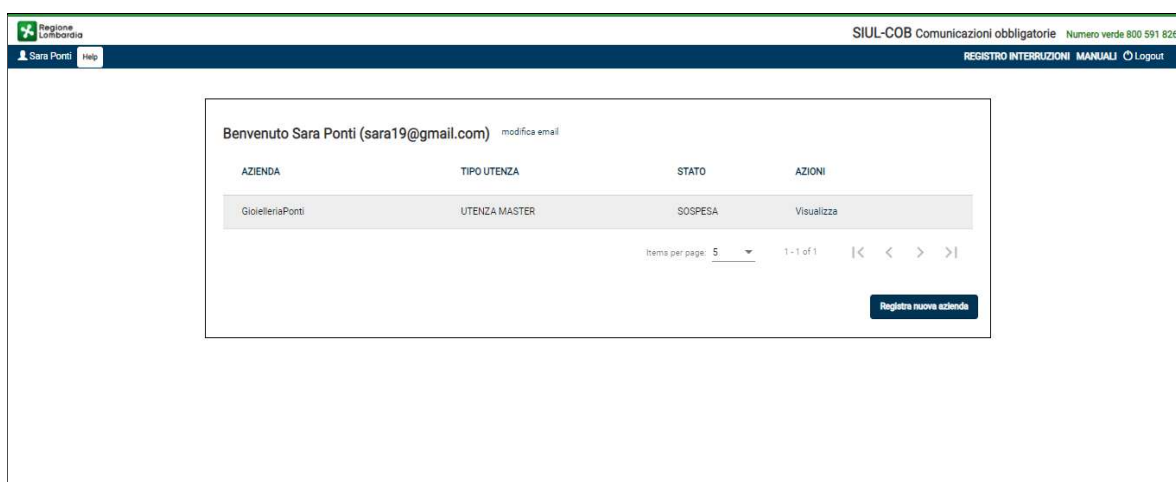 Regione
Lombardia
SIUL-COB Comunicazioni obbligatorie Numero verde 800 591 826
Sara Ponti Help REGISTRO INTERRUZIONI MANUALI Logout
Benvenuto Sara Ponti (sara19@gmail.com) modifica email
AZIENDA TIPO UTENZA STATO AZIONI
GioielleriaPonti UTENZA MASTER SOSPESA Visualizza
Items per page: 5 1 - 1 of 1
Registra nuova azienda